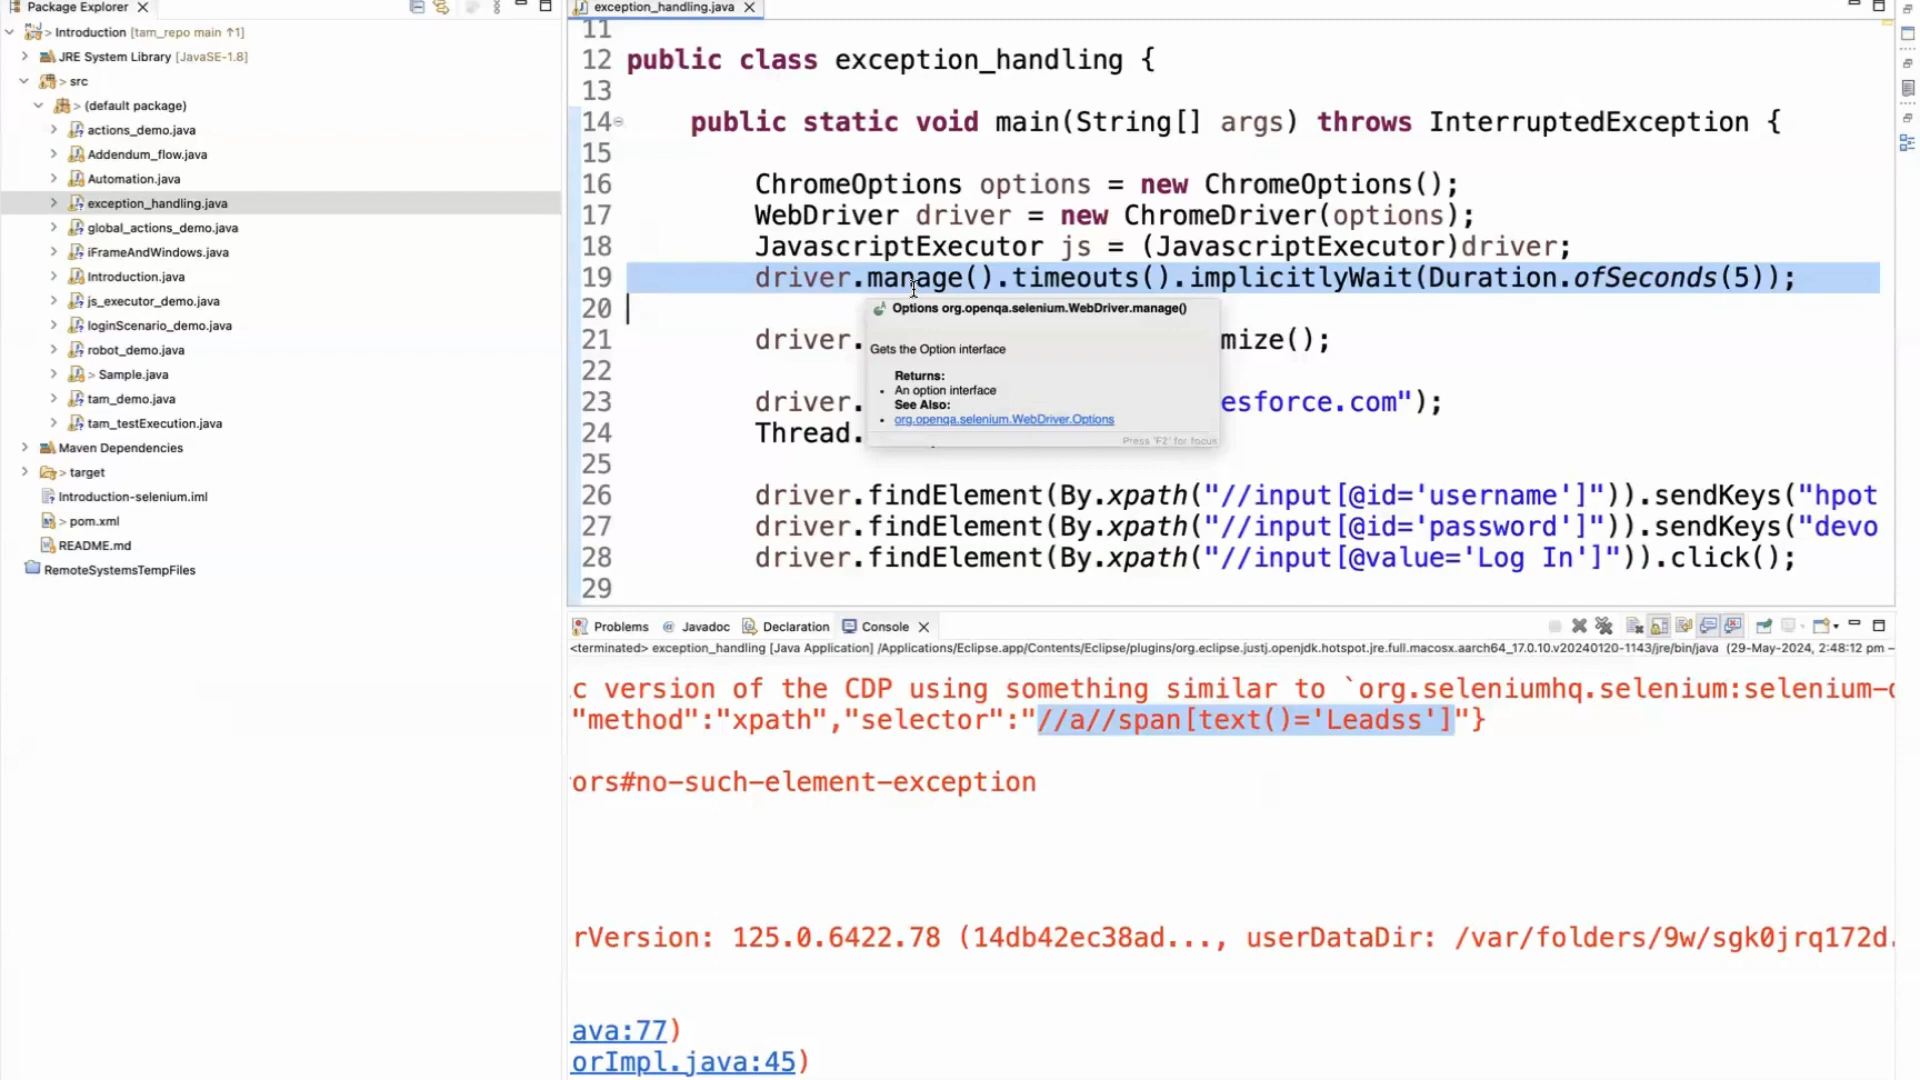 Package Explorer
> Introduction [tam_repo main ↑1]
JRE System Library [JavaSE-1.8]
> src
> (default package)
actions_demo.java
Addendum_flow.java
Automation.java
exception_handling.java
global_actions_demo.java
iFrameAndWindows.java
Introduction.java
js_executor_demo.java
loginScenario_demo.java
robot_demo.java
> Sample.java
tam_demo.java
tam_testExecution.java
Maven Dependencies
> target
Introduction-selenium.iml
> pom.xml
README.md
RemoteSystemsTempFiles
exception_handling.java
11
12 public class exception_handling {
13
14 public static void main(String[] args) throws InterruptedException {
15
16 ChromeOptions options = new ChromeOptions();
17 WebDriver driver = new ChromeDriver(options);
18 JavascriptExecutor js = (JavascriptExecutor)driver;
19 driver.manage().timeouts().implicitlyWait(Duration.ofSeconds(5));
20
Options org.openqa.selenium.WebDriver.manage()
21 driver. mize();
Gets the Option interface
22
Returns:
An option interface
23 driver. esforce.com");
See Also:
org.openqa.selenium.WebDriver.Options
24 Thread.
Press 'F2' for focus
25
26 driver.findElement(By.xpath("//input[@id='username']")).sendKeys("hpot
27 driver.findElement(By.xpath("//input[@id='password']")).sendKeys("devo
28 driver.findElement(By.xpath("//input[@value='Log In']")).click();
29
Problems @ Javadoc Declaration Console
<terminated> exception_handling [Java Application] /Applications/Eclipse.app/Contents/Eclipse/plugins/org.eclipse.justj.openjdk.hotspot.jre.full.macosx.aarch64_17.0.10.v20240120-1143/jre/bin/java (29-May-2024, 2:48:12 pm –
c version of the CDP using something similar to `org.seleniumhq.selenium:selenium-
"method":"xpath","selector":"//a//span[text()='Leadss']"}
ors#no-such-element-exception
rVersion: 125.0.6422.78 (14db42ec38ad..., userDataDir: /var/folders/9w/sgk0jrq172d.
ava:77)
orImpl.java:45)